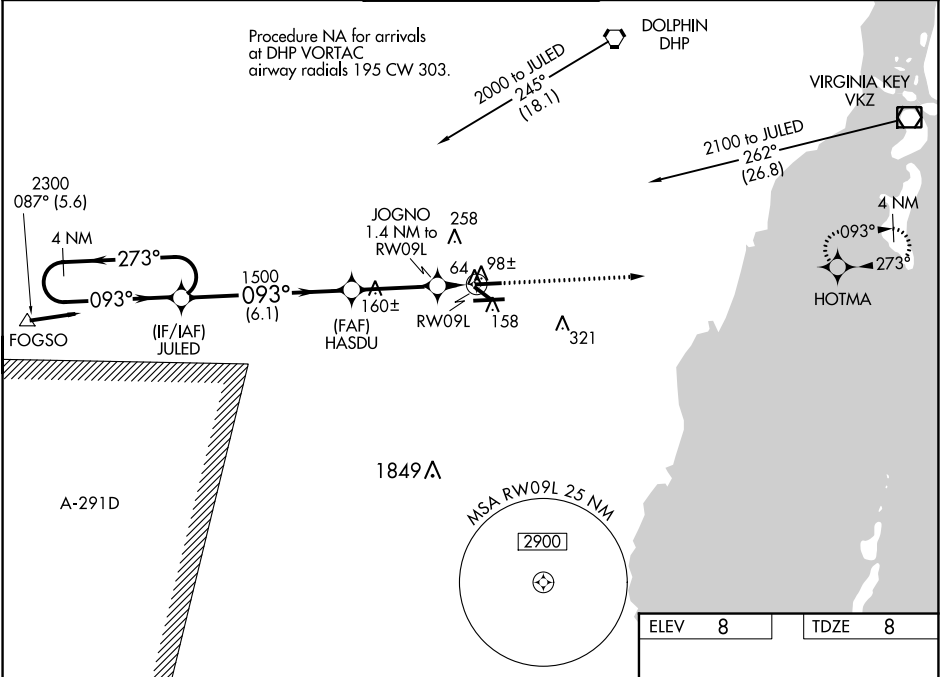 Procedure NA for arrivals
at DHP VORTAC
airway radials 195 CW 303.
DOLPHIN
DHP
2000 to JULED
245°
(18.1)
VIRGINIA KEY
VKZ
2100 to JULED
262°
(26.8)
2300
087° (5.6)
4 NM
273°
093°
FOGSO
(IF/IAF)
JULED
1500
093°
(6.1)
(FAF)
HASDU
160±
JOGNO
1.4 NM to
RW09L
258
64
98±
RW09L
158
321
4 NM
093°
273°
HOTMA
A-291D
1849
MSA RW09L 25 NM
2900
ELEV 8
TDZE 8